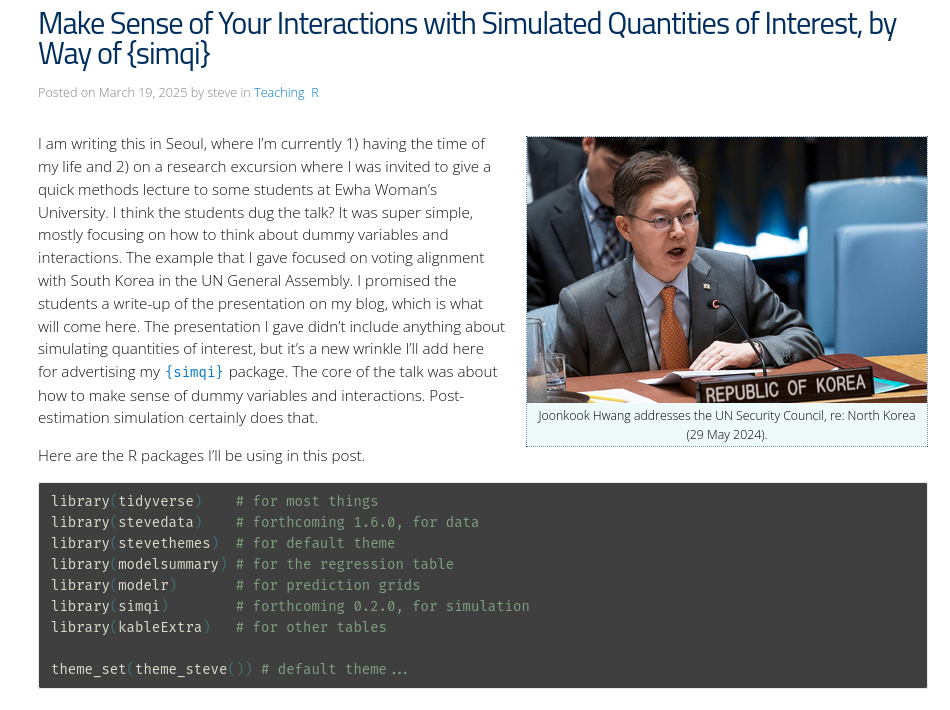 Make Sense of Your Interactions with Simulated Quantities of Interest, by
Way of {simqi}
Posted on March 19, 2025 by steve in Teaching R
I am writing this in Seoul, where I’m currently 1) having the time of
my life and 2) on a research excursion where I was invited to give a
quick methods lecture to some students at Ewha Woman’s
University. I think the students dug the talk? It was super simple,
mostly focusing on how to think about dummy variables and
interactions. The example that I gave focused on voting alignment
with South Korea in the UN General Assembly. I promised the
students a write-up of the presentation on my blog, which is what
will come here. The presentation I gave didn’t include anything about
simulating quantities of interest, but it’s a new wrinkle I’ll add here
for advertising my {simqi} package. The core of the talk was about
how to make sense of dummy variables and interactions. Post-
estimation simulation certainly does that.
REPUBLIC OF KOREA
Joonkook Hwang addresses the UN Security Council, re: North Korea
(29 May 2024).
Here are the R packages I’ll be using in this post.
library(tidyverse)    # for most things
library(stevedata)    # forthcoming 1.6.0, for data
library(stevethemes)  # for default theme
library(modelsummary) # for the regression table
library(modelr)       # for prediction grids
library(simqi)        # forthcoming 0.2.0, for simulation
library(kableExtra)   # for other tables
theme_set(theme_steve()) # default theme...